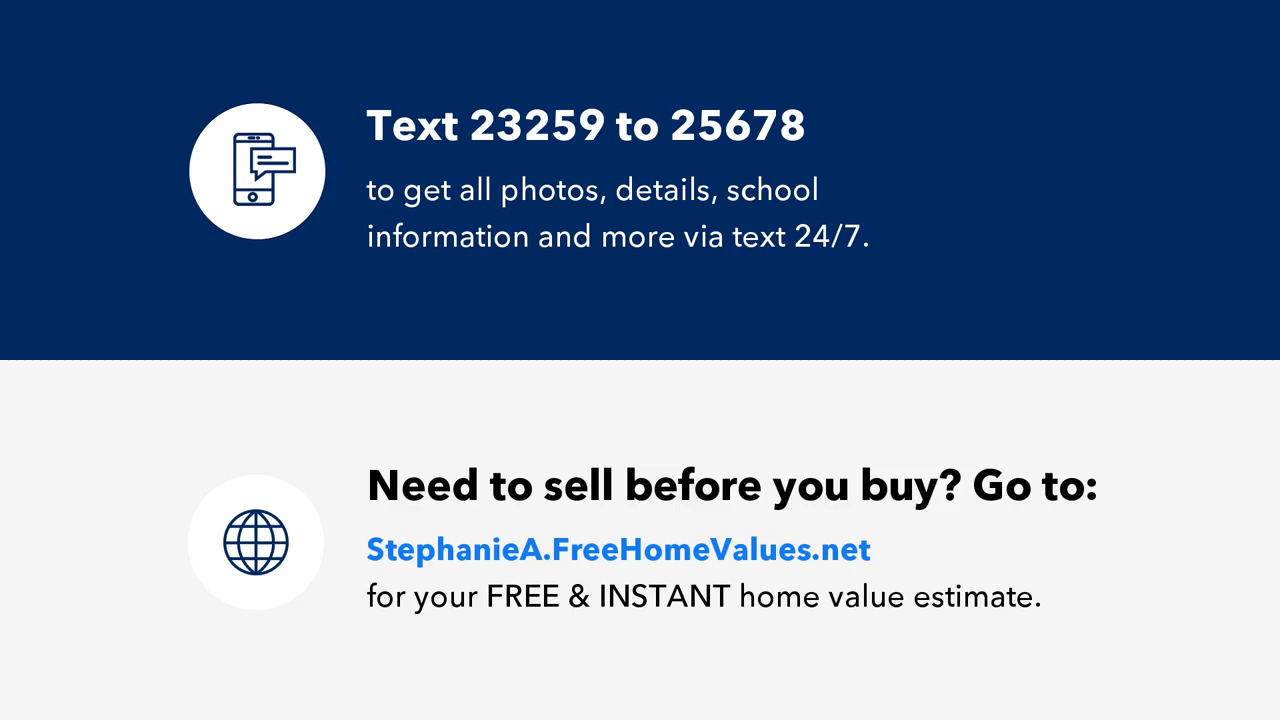 Text 23259 to 25678
to get all photos, details, school
information and more via text 24/7.
Need to sell before you buy? Go to:
StephanieA.FreeHomeValues.net
for your FREE & INSTANT home value estimate.